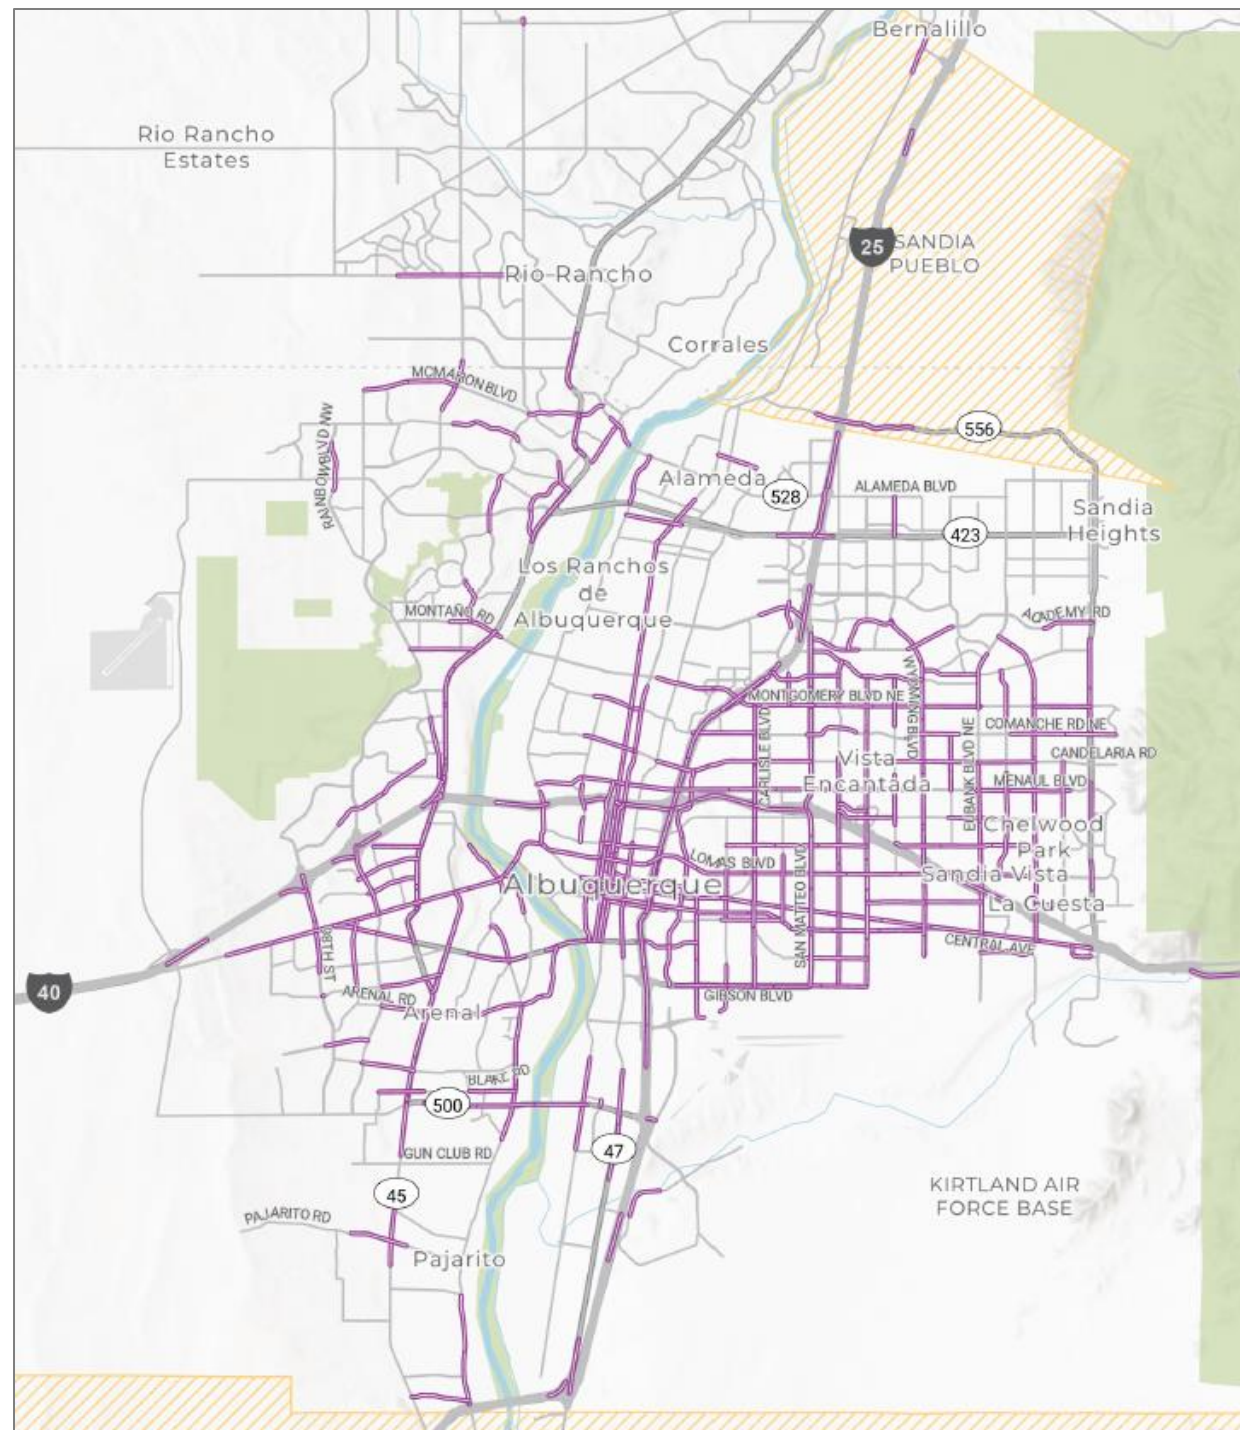 Bernalillo
Rio Rancho
Estates
25
SANDIA
PUEBLO
Rio Rancho
Corrales
MCMAHON BLVD
RAINBOW BLVD NW
556
Alameda
528
ALAMEDA BLVD
Sandia
Heights
423
Los Ranchos
de
Albuquerque
MONTAÑO RD
ACADEMY RD
MONTGOMERY BLVD NE
WYOMING BLVD
COMANCHE RD NE
CARLISLE BLVD
EUBANK BLVD NE
CANDELARIA RD
Vista
Encantada
MENAUL BLVD
Chelwood
Park
LOMAS BLVD
SAN MATTEO BLVD
Sandia Vista
Albuquerque
La Cuesta
98TH ST
CENTRAL AVE
40
ARENAL RD
GIBSON BLVD
Arenal
BLAKE RD
500
GUN CLUB RD
47
45
KIRTLAND AIR
FORCE BASE
PAJARITO RD
Pajarito